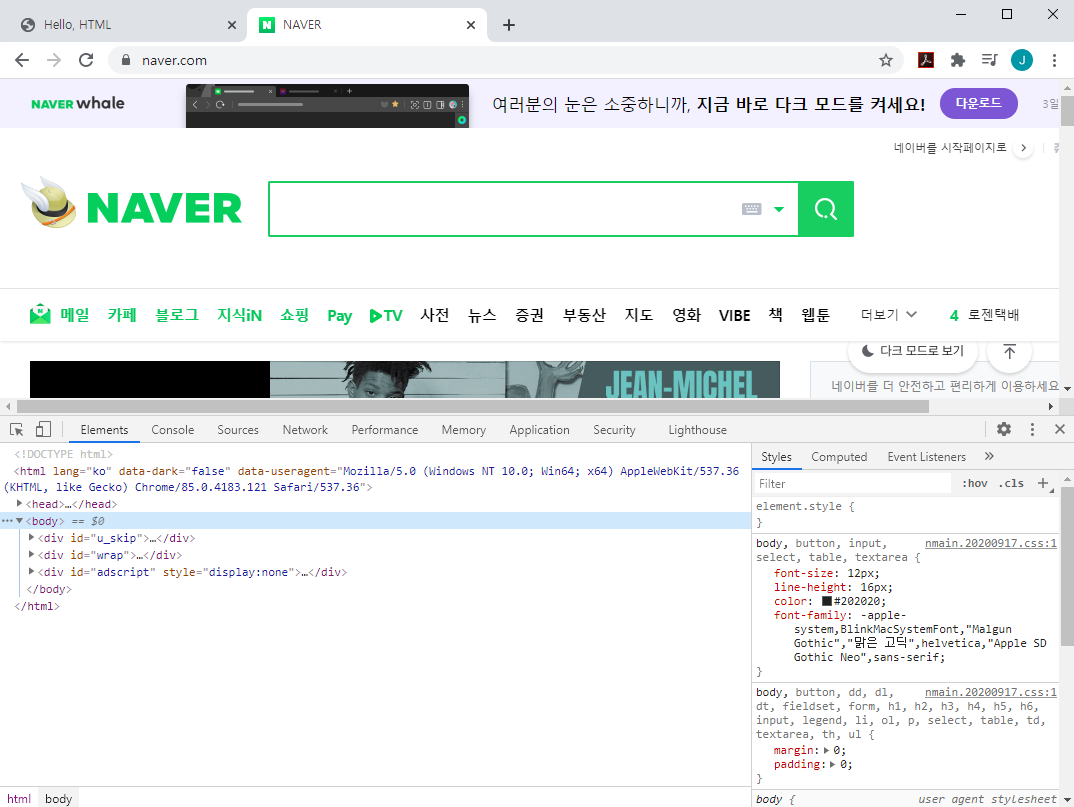 Hello, HTML
NAVER
naver.com
J
NAVER whale
여러분의 눈은 소중하니까, 지금 바로 다크 모드를 켜세요!
다운로드
3일
네이버를 시작페이지로
NAVER
메일 카페 블로그 지식iN 쇼핑 Pay TV 사전 뉴스 증권 부동산 지도 영화 VIBE 책 웹툰 더보기 4 로젠택배
다크 모드로 보기
JEAN-MICHEL
네이버를 더 안전하고 편리하게 이용하세요
Elements Console Sources Network Performance Memory Application Security Lighthouse
<!DOCTYPE html>
<html lang="ko" data-dark="false" data-useragent="Mozilla/5.0 (Windows NT 10.0; Win64; x64) AppleWebKit/537.36
(KHTML, like Gecko) Chrome/85.0.4183.121 Safari/537.36">
<head>…</head>
<body> == $0
<div id="u_skip">…</div>
<div id="wrap">…</div>
<div id="adscript" style="display:none">…</div>
</body>
</html>
html body
Styles Computed Event Listeners »
Filter :hov .cls +
element.style {
}
body, button, input, nmain.20200917.css:1
select, table, textarea {
font-size: 12px;
line-height: 16px;
color: #202020;
font-family: -apple-
system,BlinkMacSystemFont,"Malgun
Gothic","맑은 고딕",helvetica,"Apple SD
Gothic Neo",sans-serif;
}
body, button, dd, dl, nmain.20200917.css:1
dt, fieldset, form, h1, h2, h3, h4, h5, h6,
input, legend, li, ol, p, select, table, td,
textarea, th, ul {
margin: 0;
padding: 0;
}
body { user agent stylesheet